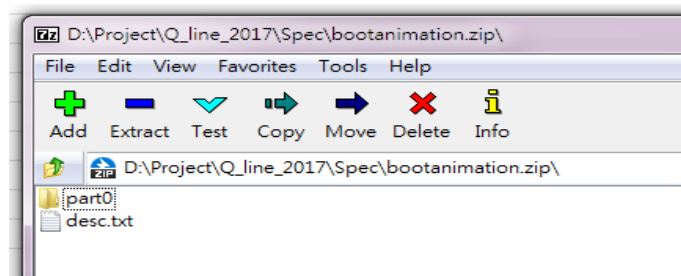 7z D:\Project\Q_line_2017\Spec\bootanimation.zip\
File Edit View Favorites Tools Help
Add Extract Test Copy Move Delete Info
ZIP D:\Project\Q_line_2017\Spec\bootanimation.zip\
part0
desc.txt